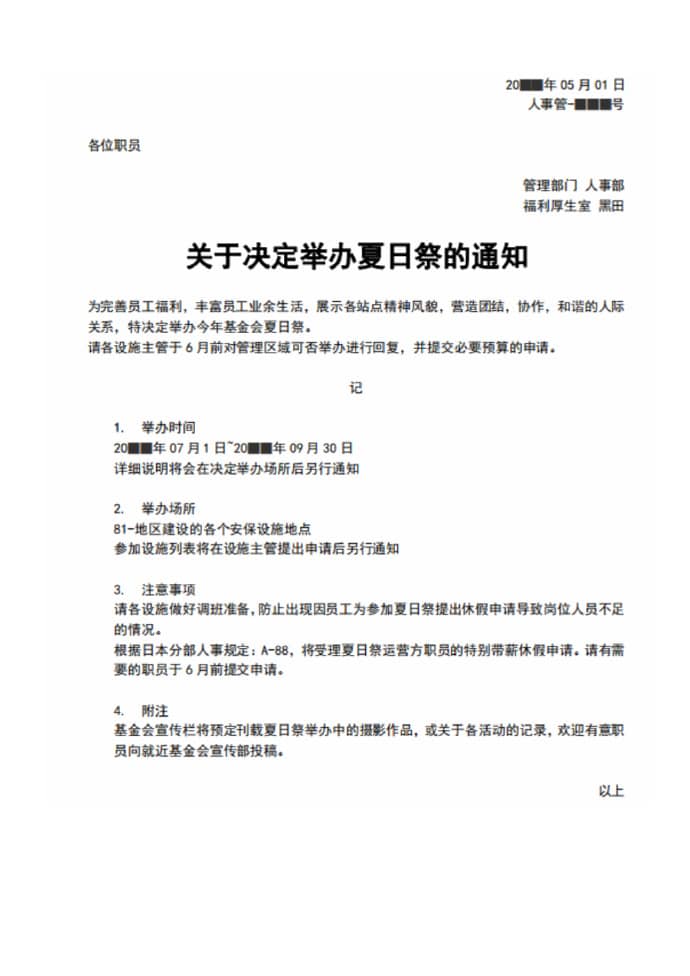 20██年 05 月 01 日
人事管-███号
各位职员
管理部门 人事部
福利厚生室 黑田
关于决定举办夏日祭的通知
为完善员工福利，丰富员工业余生活，展示各站点精神风貌，营造团结，协作，和谐的人际
关系，特决定举办今年基金会夏日祭。
请各设施主管于 6 月前对管理区域可否举办进行回复，并提交必要预算的申请。
记
1. 举办时间
20██年 07 月 1 日~20██年 09 月 30 日
详细说明将会在决定举办场所后另行通知
2. 举办场所
81-地区建设的各个安保设施地点
参加设施列表将在设施主管提出申请后另行通知
3. 注意事项
请各设施做好调班准备，防止出现因员工为参加夏日祭提出休假申请导致岗位人员不足
的情况。
根据日本分部人事规定：A-88，将受理夏日祭运营方职员的特别带薪休假申请。请有需
要的职员于 6 月前提交申请。
4. 附注
基金会宣传栏将预定刊载夏日祭举办中的摄影作品，或关于各活动的记录，欢迎有意职
员向就近基金会宣传部投稿。
以上